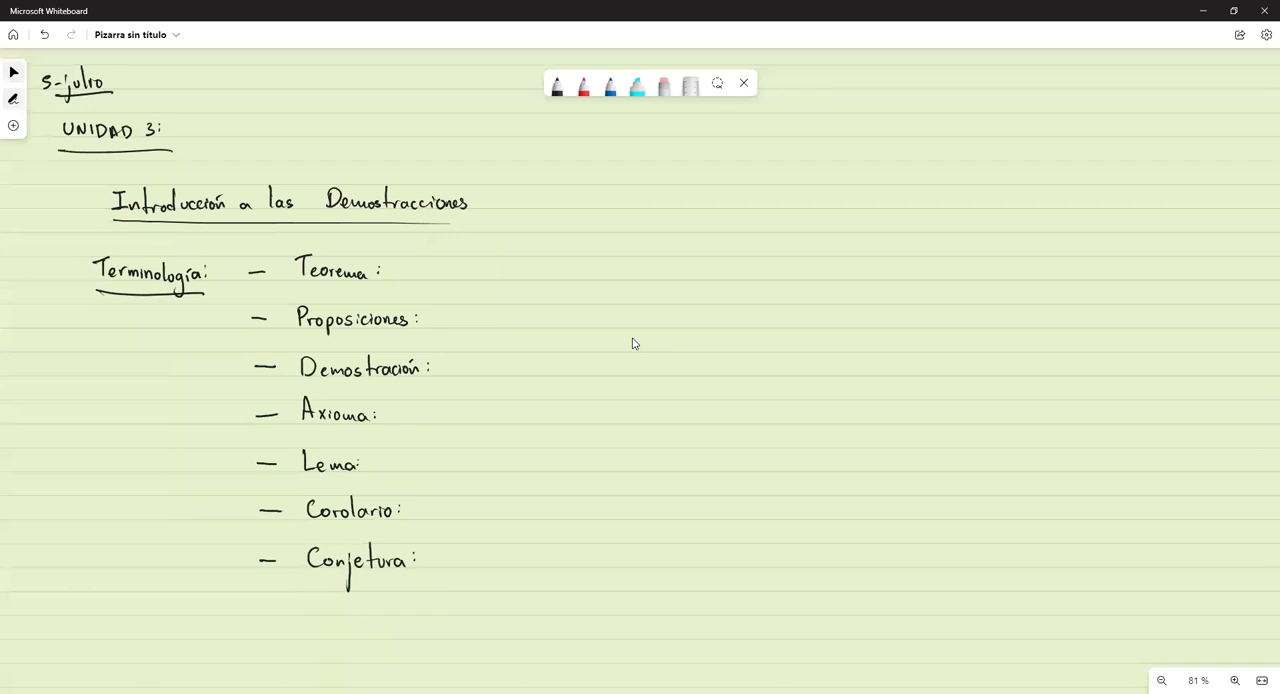 Microsoft Whiteboard
Pizarra sin título
5-julio
UNIDAD 3:
Introducción a las Demostracciones
Terminología: — Teorema:
— Proposiciones:
— Demostración:
— Axioma:
— Lema:
— Corolario:
— Conjetura:
81 %